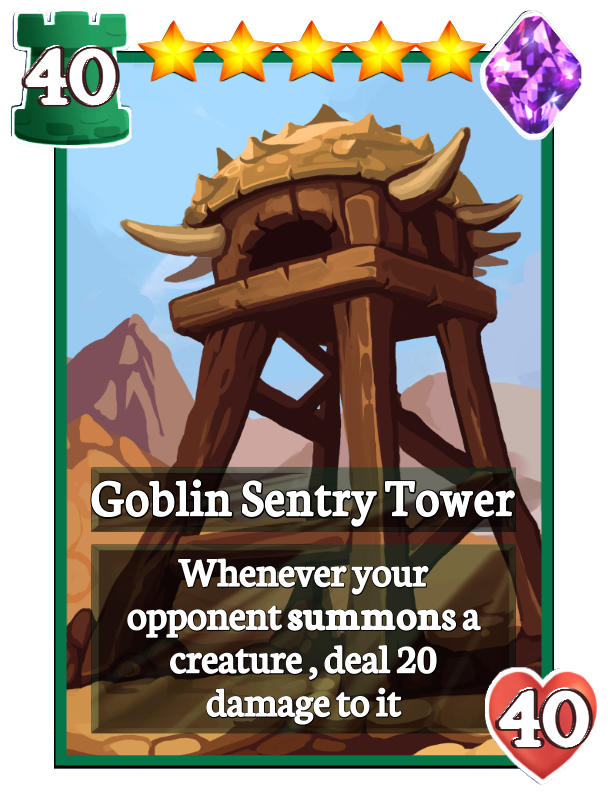 40
Goblin Sentry Tower
Whenever your
opponent summons a
creature , deal 20
damage to it
40